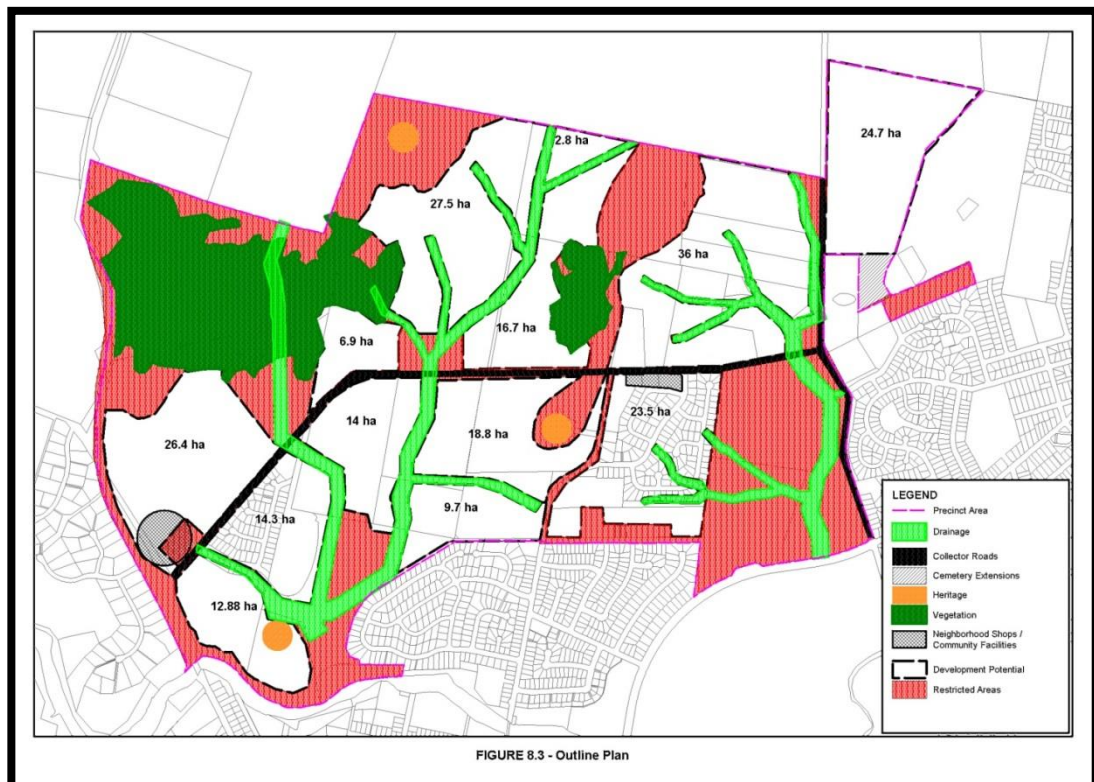 24.7 ha
2.8 ha
27.5 ha
36 ha
16.7 ha
6.9 ha
14 ha
18.8 ha
23.5 ha
26.4 ha
9.7 ha
14.3 ha
12.88 ha
LEGEND
Precinct Area
Drainage
Collector Roads
Cemetery Extensions
Heritage
Vegetation
Neighborhood Shops /
Community Facilities
Development Potential
Restricted Areas
FIGURE 8.3 - Outline Plan